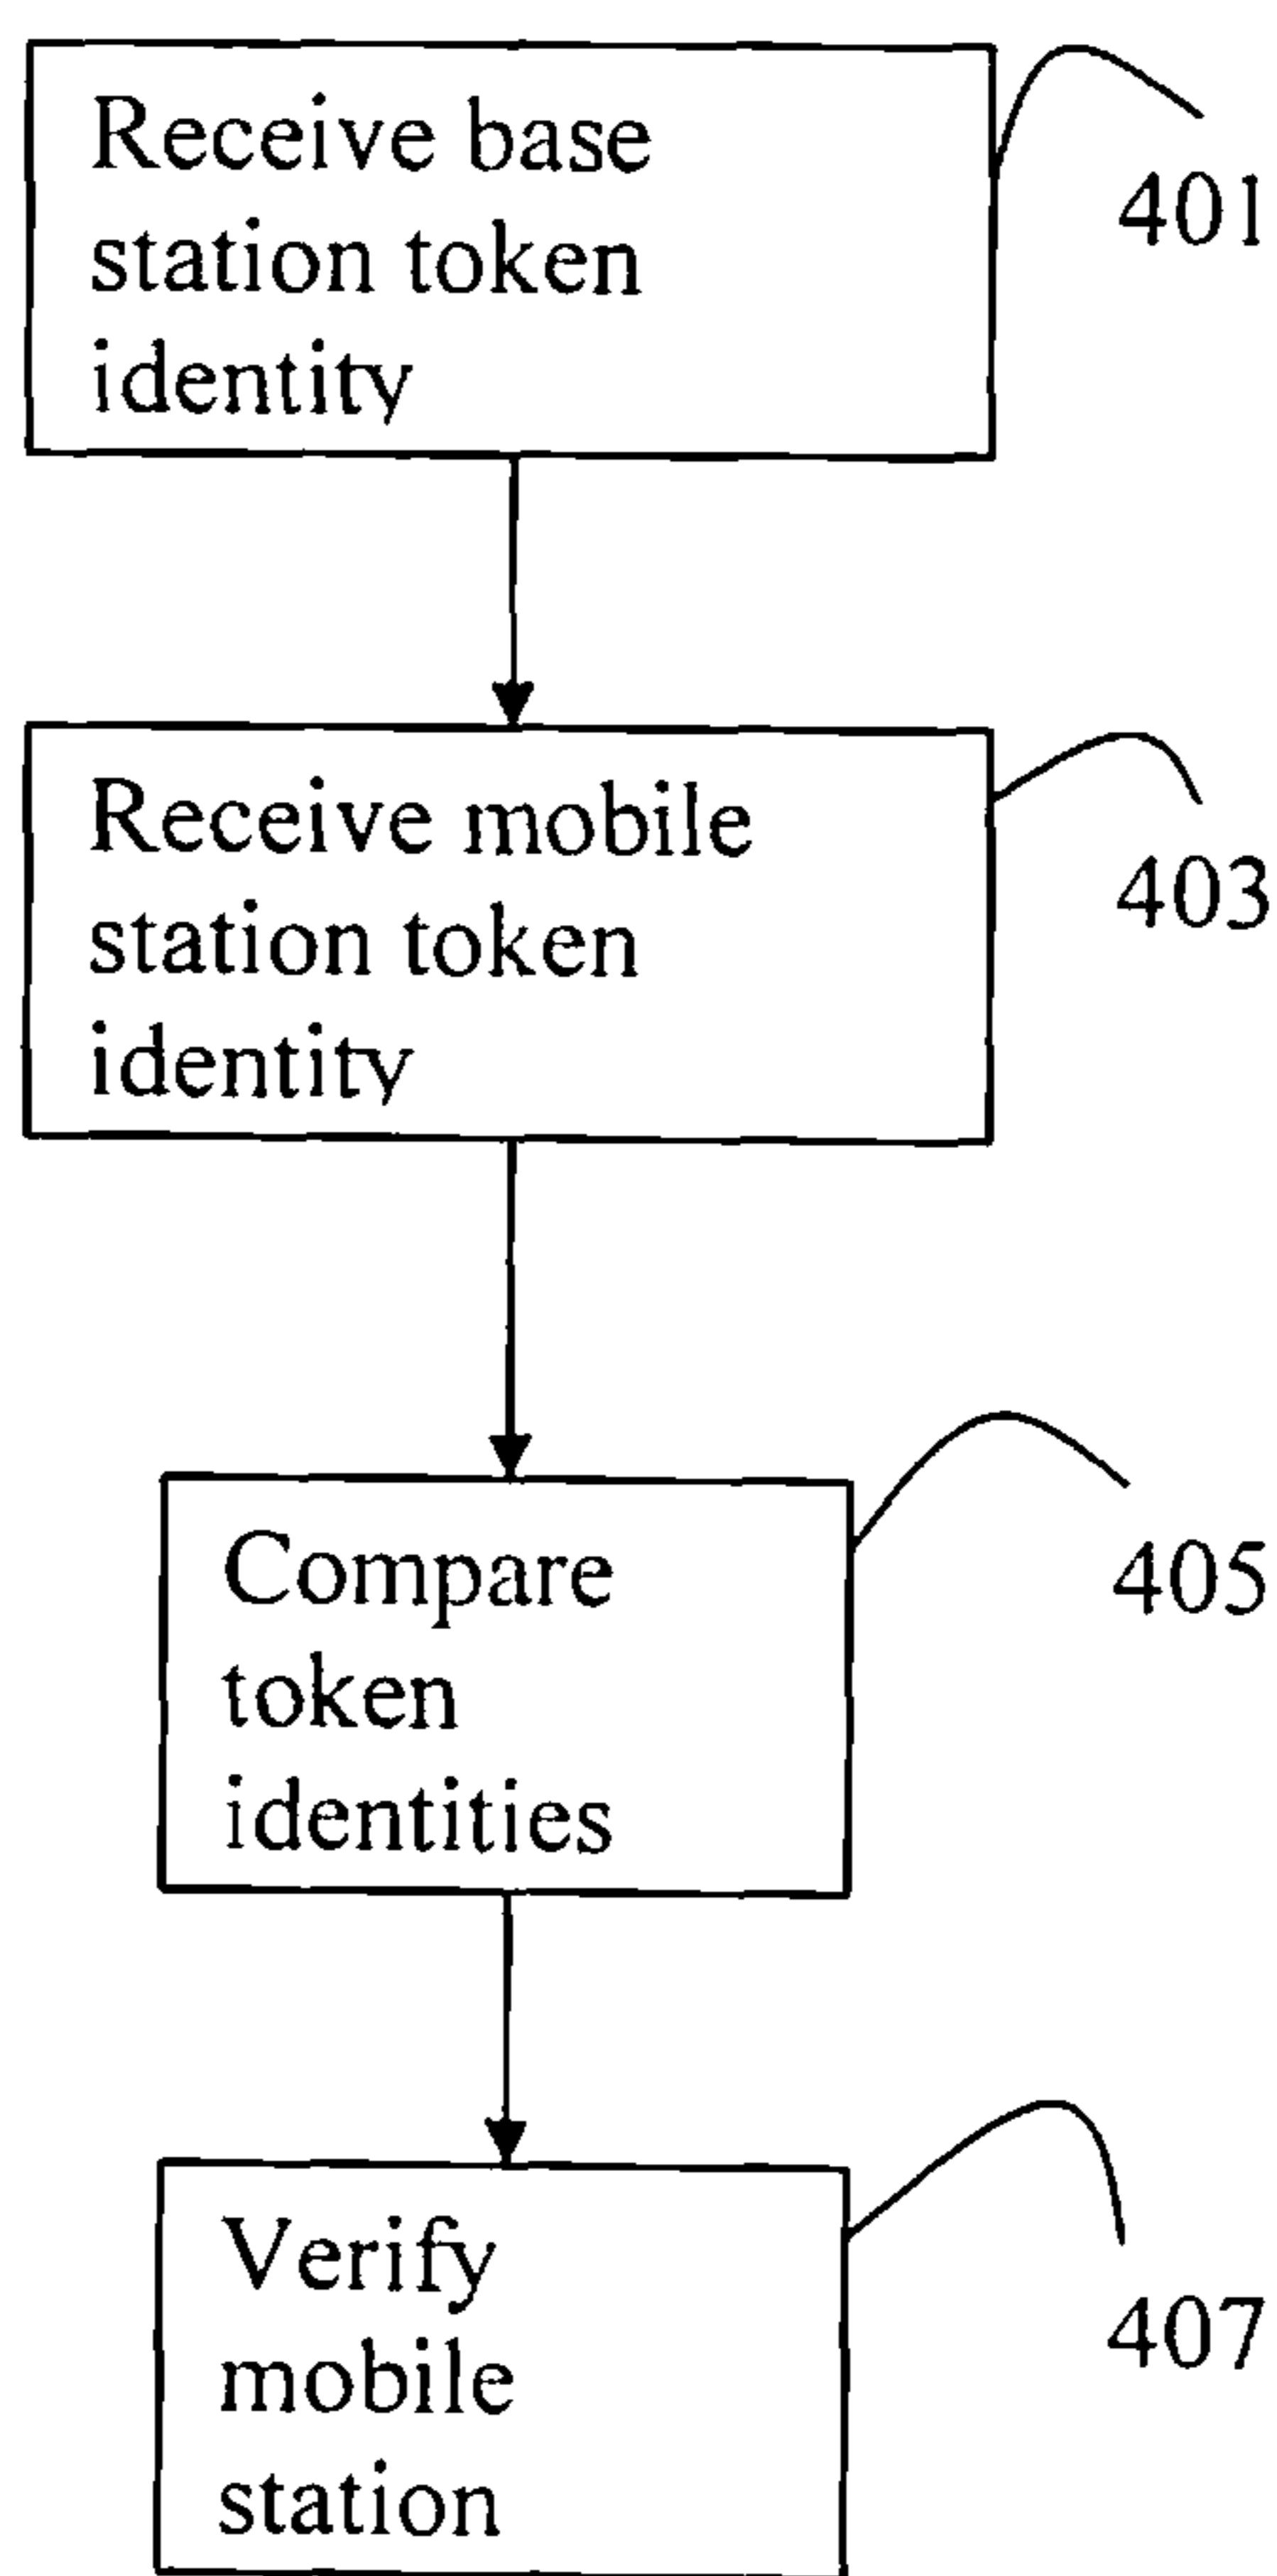 Receive base
station token
identity
401
Receive mobile
station token
identity
403
Compare
token
identities
405
Verify
mobile
station
407